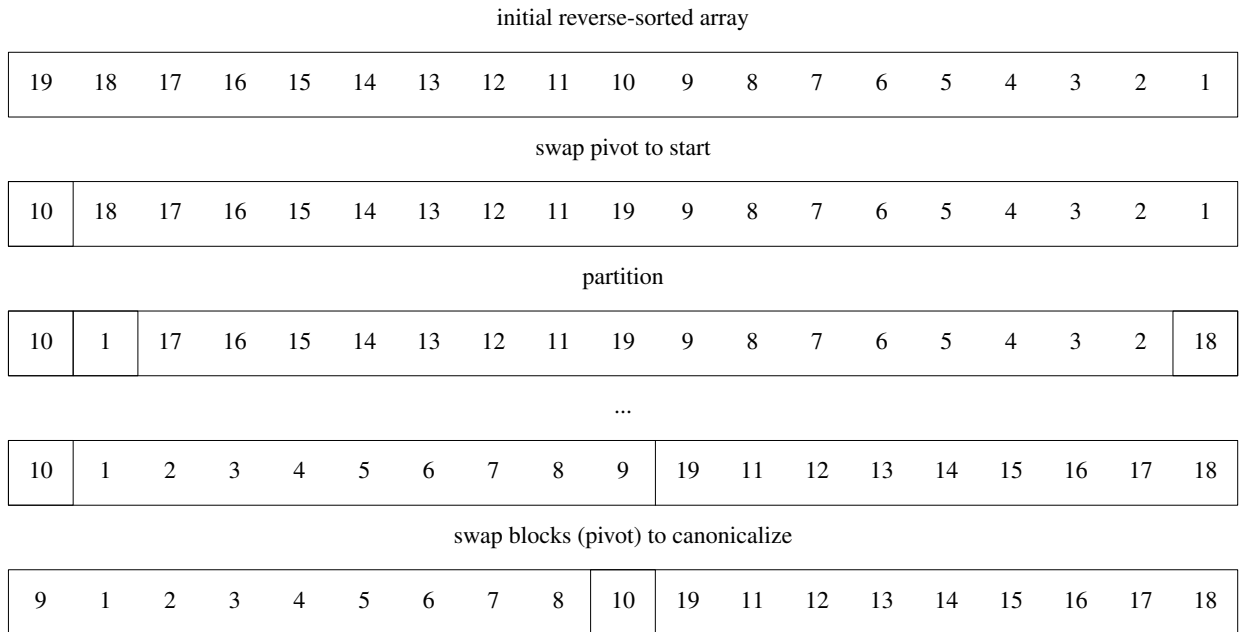 initial reverse-sorted array
19 18 17 16 15 14 13 12 11 10 9 8 7 6 5 4 3 2 1
swap pivot to start
10 18 17 16 15 14 13 12 11 19 9 8 7 6 5 4 3 2 1
partition
10 1 17 16 15 14 13 12 11 19 9 8 7 6 5 4 3 2 18
...
10 1 2 3 4 5 6 7 8 9 19 11 12 13 14 15 16 17 18
swap blocks (pivot) to canonicalize
9 1 2 3 4 5 6 7 8 10 19 11 12 13 14 15 16 17 18